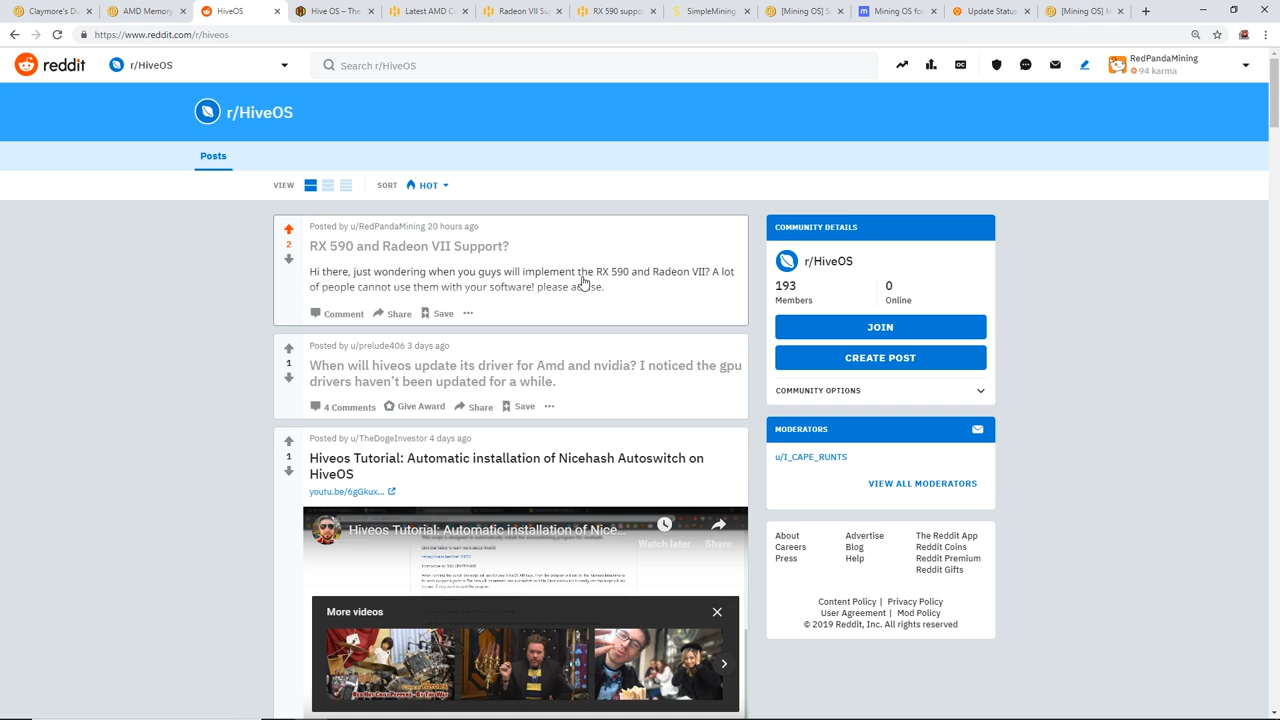 Claymore's Du
AMD Memory
HiveOS
Hive OS – The
Latest AMD C
Radeon VII Su
RX 590 suppo
SimpleMining
[Mining OS] S
Mining OS for
Update Status
[Mining OS] M
https://www.reddit.com/r/hiveos
reddit
r/HiveOS
Search r/HiveOS
RedPandaMining
94 karma
r/HiveOS
Posts
VIEW
SORT
HOT
Posted by u/RedPandaMining 20 hours ago
2
RX 590 and Radeon VII Support?
Hi there, just wondering when you guys will implement the RX 590 and Radeon VII? A lot
of people cannot use them with your software! please
Comment
Share
Save
Posted by u/prelude406 3 days ago
1
When will hiveos update its driver for Amd and nvidia? I noticed the gpu
drivers haven't been updated for a while.
4 Comments
Give Award
Share
Save
Posted by u/TheDogeInvestor 4 days ago
1
Hiveos Tutorial: Automatic installation of Nicehash Autoswitch on
HiveOS
youtu.be/6gGkux...
Hiveos Tutorial: Automatic installation of Nice...
Watch later
Share
More videos
COMMUNITY DETAILS
r/HiveOS
193
Members
0
Online
JOIN
CREATE POST
COMMUNITY OPTIONS
MODERATORS
u/I_CAPE_RUNTS
VIEW ALL MODERATORS
About
Careers
Press
Advertise
Blog
Help
The Reddit App
Reddit Coins
Reddit Premium
Reddit Gifts
Content Policy | Privacy Policy
User Agreement | Mod Policy
© 2019 Reddit, Inc. All rights reserved